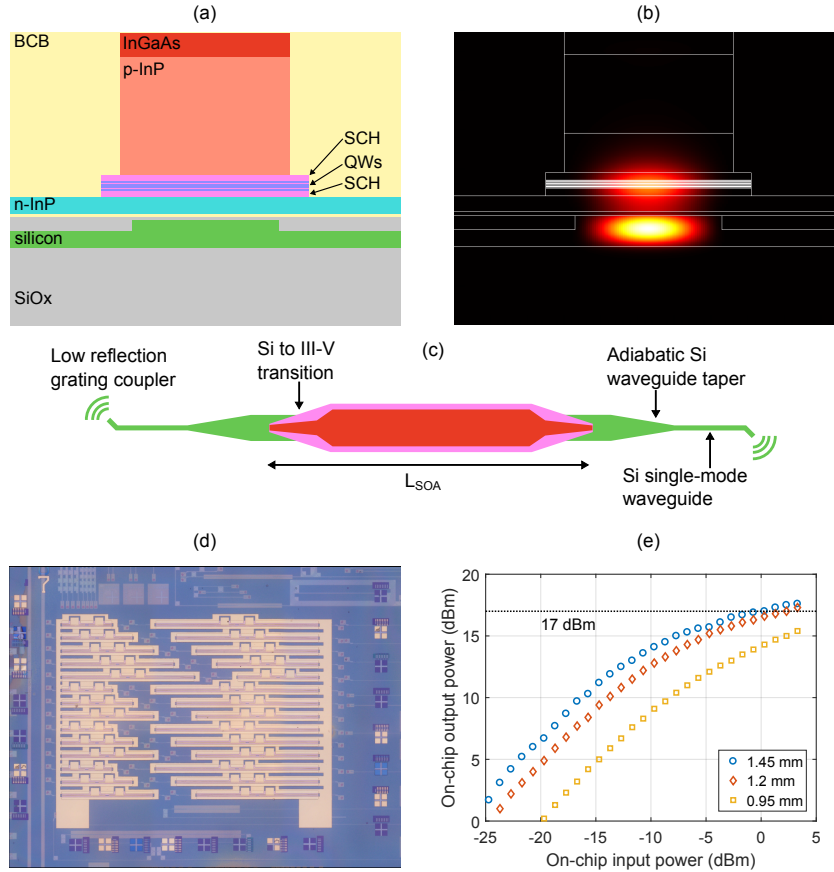 (a)
BCB
InGaAs
p-InP
SCH
QWs
SCH
n-InP
silicon
SiOx
(b)
(c)
Low reflection
grating coupler
Si to III-V
transition
Adiabatic Si
waveguide taper
L_SOA
Si single-mode
waveguide
(d)
7
(e)
On-chip output power (dBm)
20
15
10
5
0
17 dBm
1.45 mm
1.2 mm
0.95 mm
-25 -20 -15 -10 -5 0 5
On-chip input power (dBm)